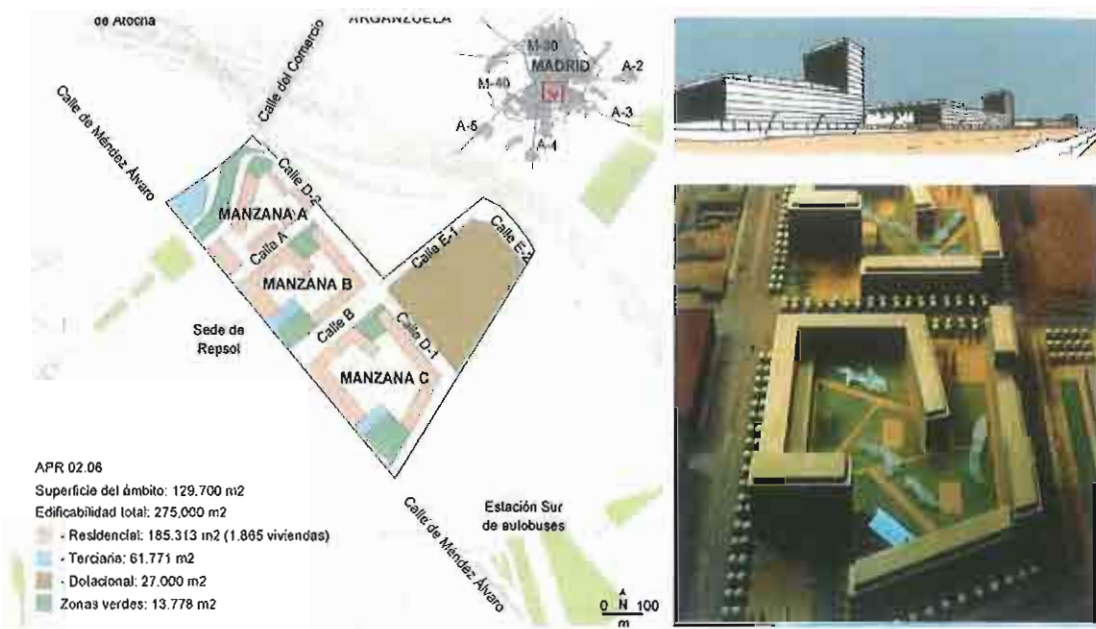 de Atocha
ARGANZUELA
Calle del Comercio
Calle de Méndez Álvaro
M-30
MADRID
M-40
A-2
A-3
A-5
A-4
Calle D-2
MANZANA A
Calle A
Calle E-1
Calle E-2
MANZANA B
Calle B
Sede de
Repsol
Calle D-1
MANZANA C
APR 02.06
Superficie del ámbito: 129.700 m2
Edificabilidad total: 275,000 m2
- Residencial: 185.313 m2 (1.865 viviendas)
- Terciaria: 61.771 m2
- Dotacional: 27.000 m2
Zonas verdes: 13.778 m2
Calle de Méndez Álvaro
Estación Sur
de autobuses
0 N 100
m